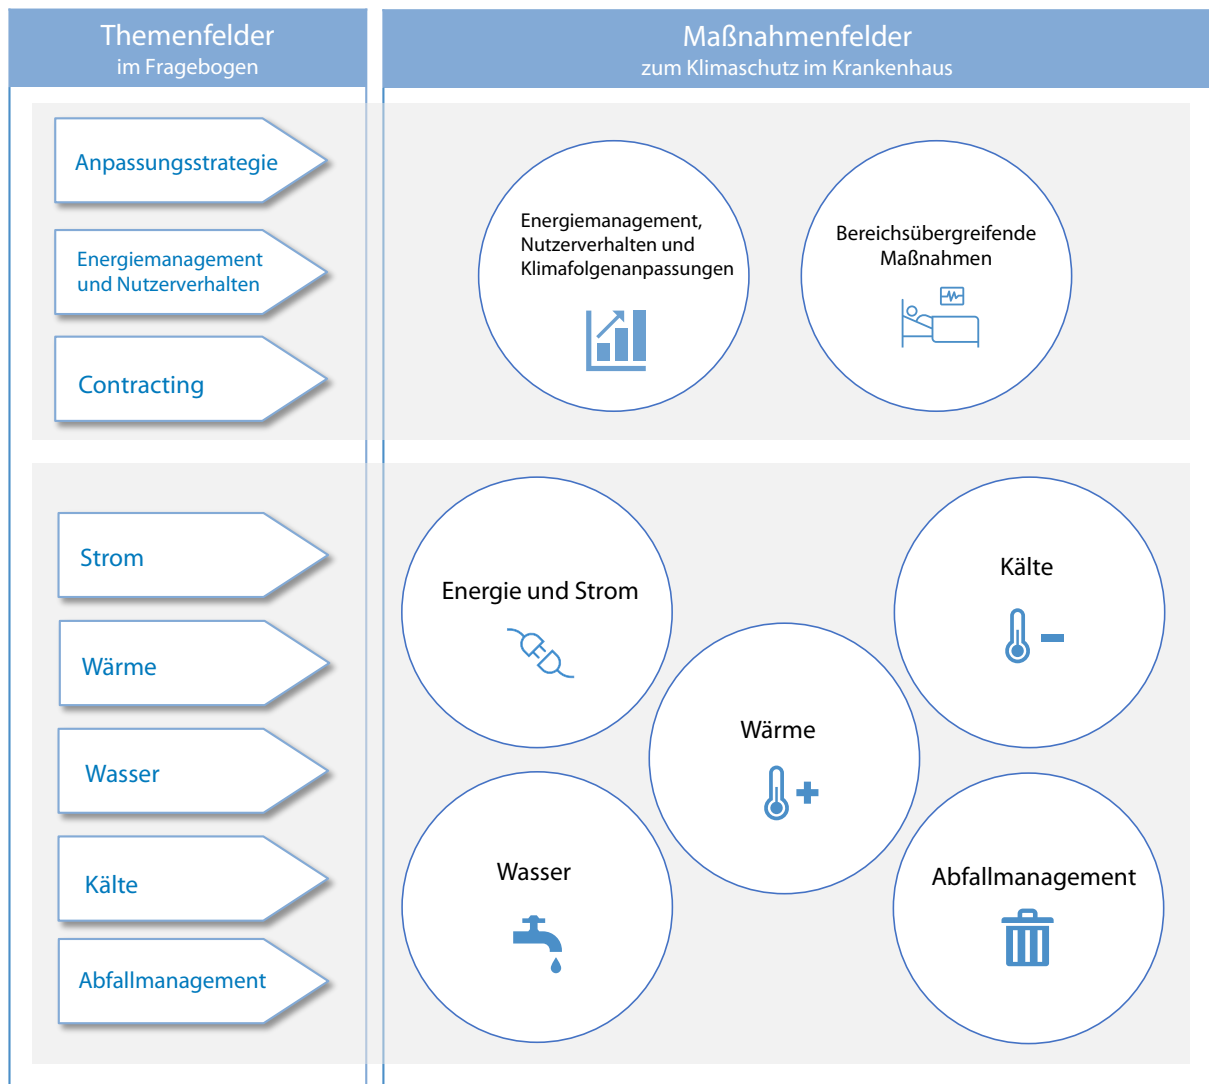 Themenfelder
im Fragebogen
Maßnahmenfelder
zum Klimaschutz im Krankenhaus
Anpassungsstrategie
Energiemanagement
und Nutzerverhalten
Contracting
Energiemanagement,
Nutzerverhalten und
Klimafolgenanpassungen
Bereichsübergreifende
Maßnahmen
Strom
Wärme
Wasser
Kälte
Abfallmanagement
Energie und Strom
Kälte
Wärme
Wasser
Abfallmanagement